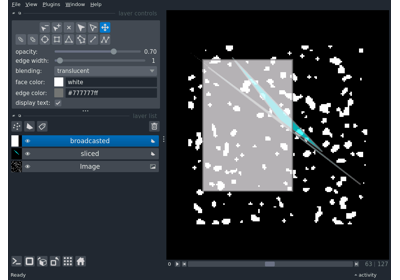 File View Plugins Window Help
layer controls
opacity: 0.70
edge width: 1
blending: translucent
face color: white
edge color: #777777ff
display text:
layer list
broadcasted
sliced
Image
Ready
63 127
activity